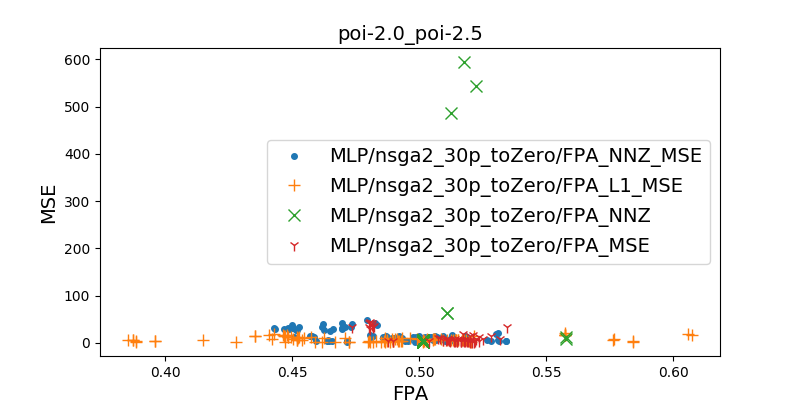 poi-2.0_poi-2.5
MSE
600
500
400
300
200
100
0
MLP/nsga2_30p_toZero/FPA_NNZ_MSE
MLP/nsga2_30p_toZero/FPA_L1_MSE
MLP/nsga2_30p_toZero/FPA_NNZ
MLP/nsga2_30p_toZero/FPA_MSE
0.40
0.45
0.50
0.55
0.60
FPA